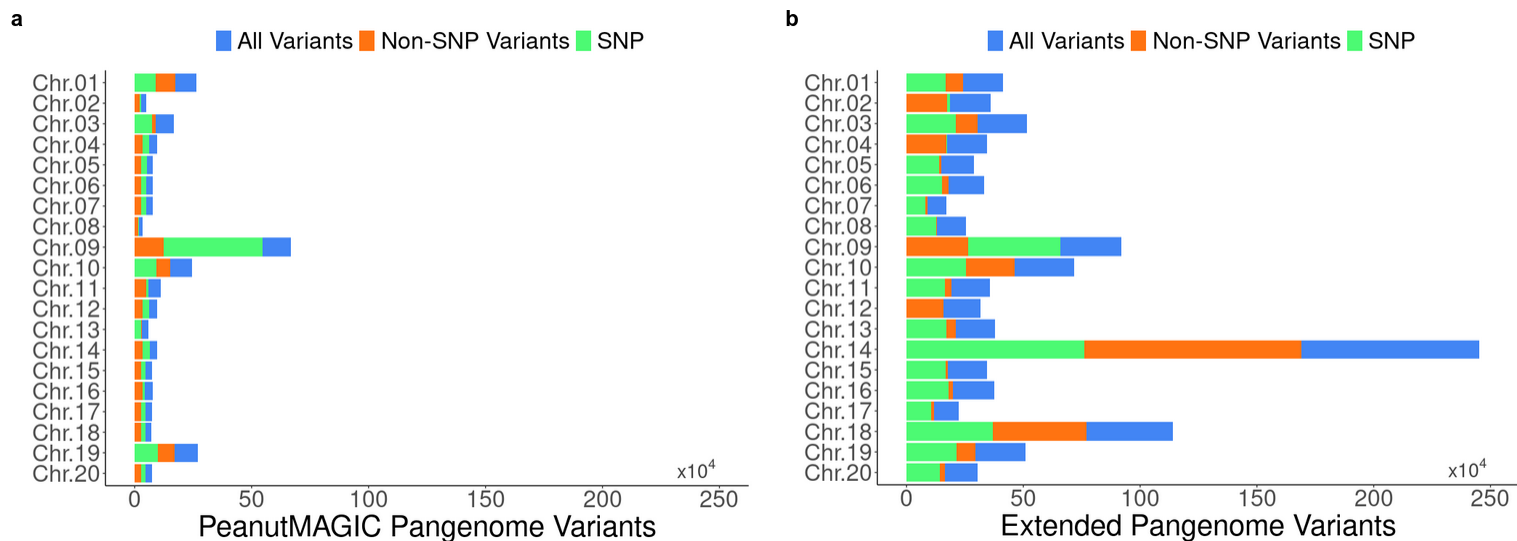 a
All Variants Non-SNP Variants SNP
Chr.01
Chr.02
Chr.03
Chr.04
Chr.05
Chr.06
Chr.07
Chr.08
Chr.09
Chr.10
Chr.11
Chr.12
Chr.13
Chr.14
Chr.15
Chr.16
Chr.17
Chr.18
Chr.19
Chr.20
x10⁴
0 50 100 150 200 250
PeanutMAGIC Pangenome Variants
b
All Variants Non-SNP Variants SNP
Chr.01
Chr.02
Chr.03
Chr.04
Chr.05
Chr.06
Chr.07
Chr.08
Chr.09
Chr.10
Chr.11
Chr.12
Chr.13
Chr.14
Chr.15
Chr.16
Chr.17
Chr.18
Chr.19
Chr.20
x10⁴
0 50 100 150 200 250
Extended Pangenome Variants